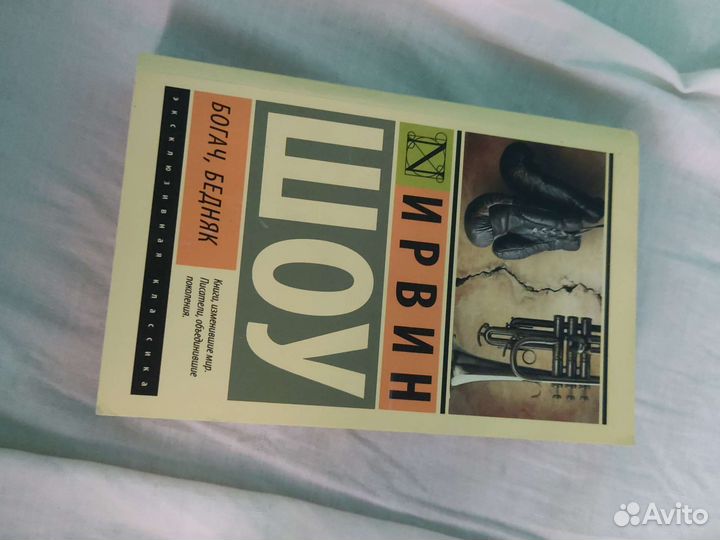 ИРВИН
ШОУ
БОГАЧ, БЕДНЯК
Книги, изменившие мир.
Писатели, объединившие
поколения.
ЭКСКЛЮЗИВНАЯ КЛАССИКА
Avito